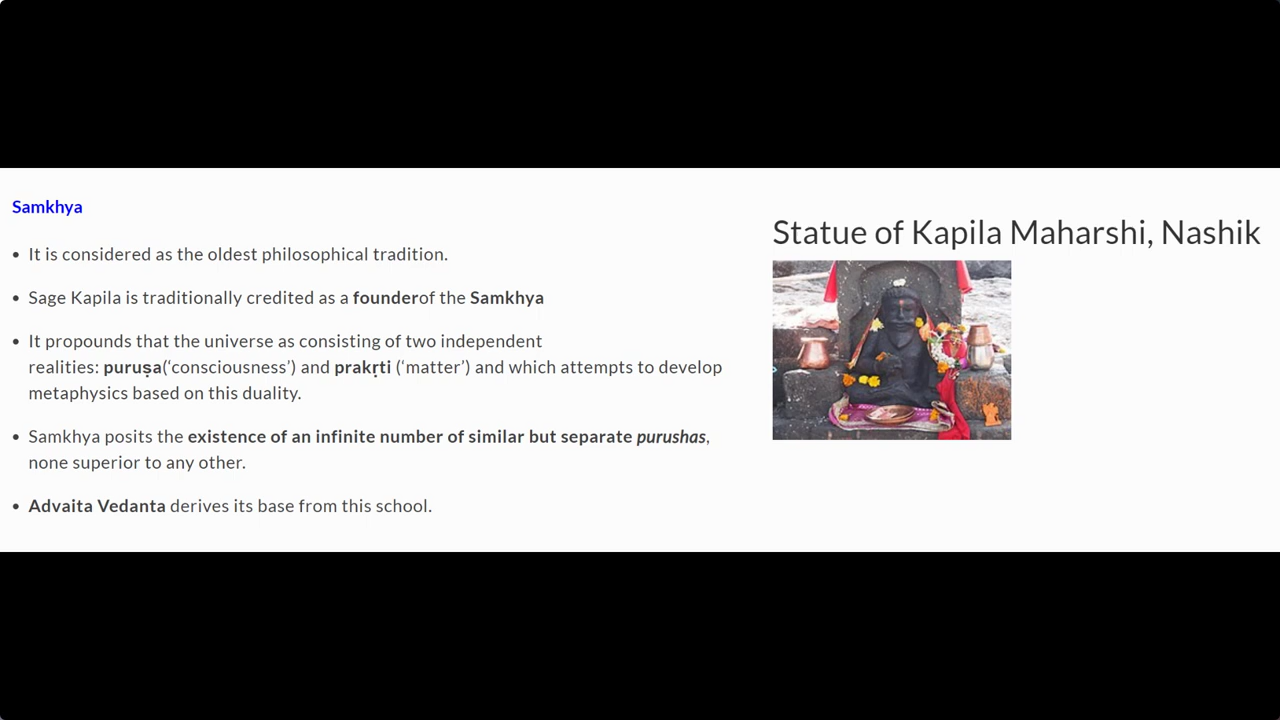 Samkhya
• It is considered as the oldest philosophical tradition.
• Sage Kapila is traditionally credited as a founderof the Samkhya
• It propounds that the universe as consisting of two independent
realities: puruṣa(‘consciousness’) and prakṛti (‘matter’) and which attempts to develop
metaphysics based on this duality.
• Samkhya posits the existence of an infinite number of similar but separate purushas,
none superior to any other.
• Advaita Vedanta derives its base from this school.
Statue of Kapila Maharshi, Nashik